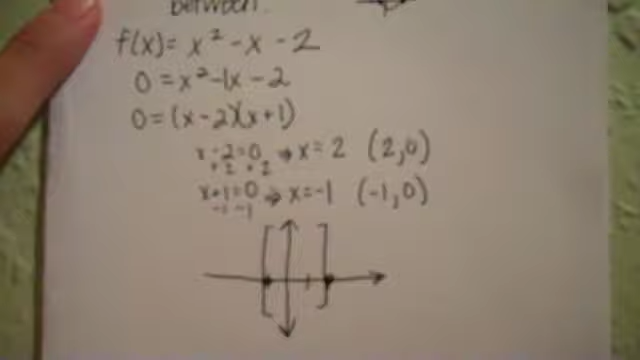 between.
f(x) = x² - x - 2
0 = x² - 1x - 2
0 = (x - 2)(x + 1)
x - 2 = 0 → x = 2 (2,0)
+ 2 + 2
x + 1 = 0 → x = -1 (-1,0)
- 1 - 1